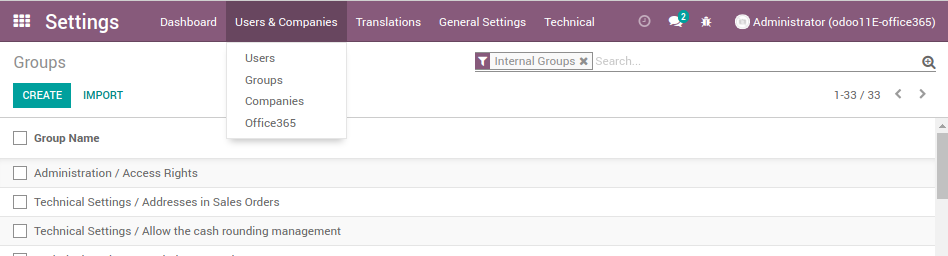 Settings Dashboard Users & Companies Translations General Settings Technical 2 Administrator (odoo11E-office365)
Users
Groups
Companies
Office365
Groups
Internal Groups Search...
CREATE IMPORT
1-33 / 33
Group Name
Administration / Access Rights
Technical Settings / Addresses in Sales Orders
Technical Settings / Allow the cash rounding management